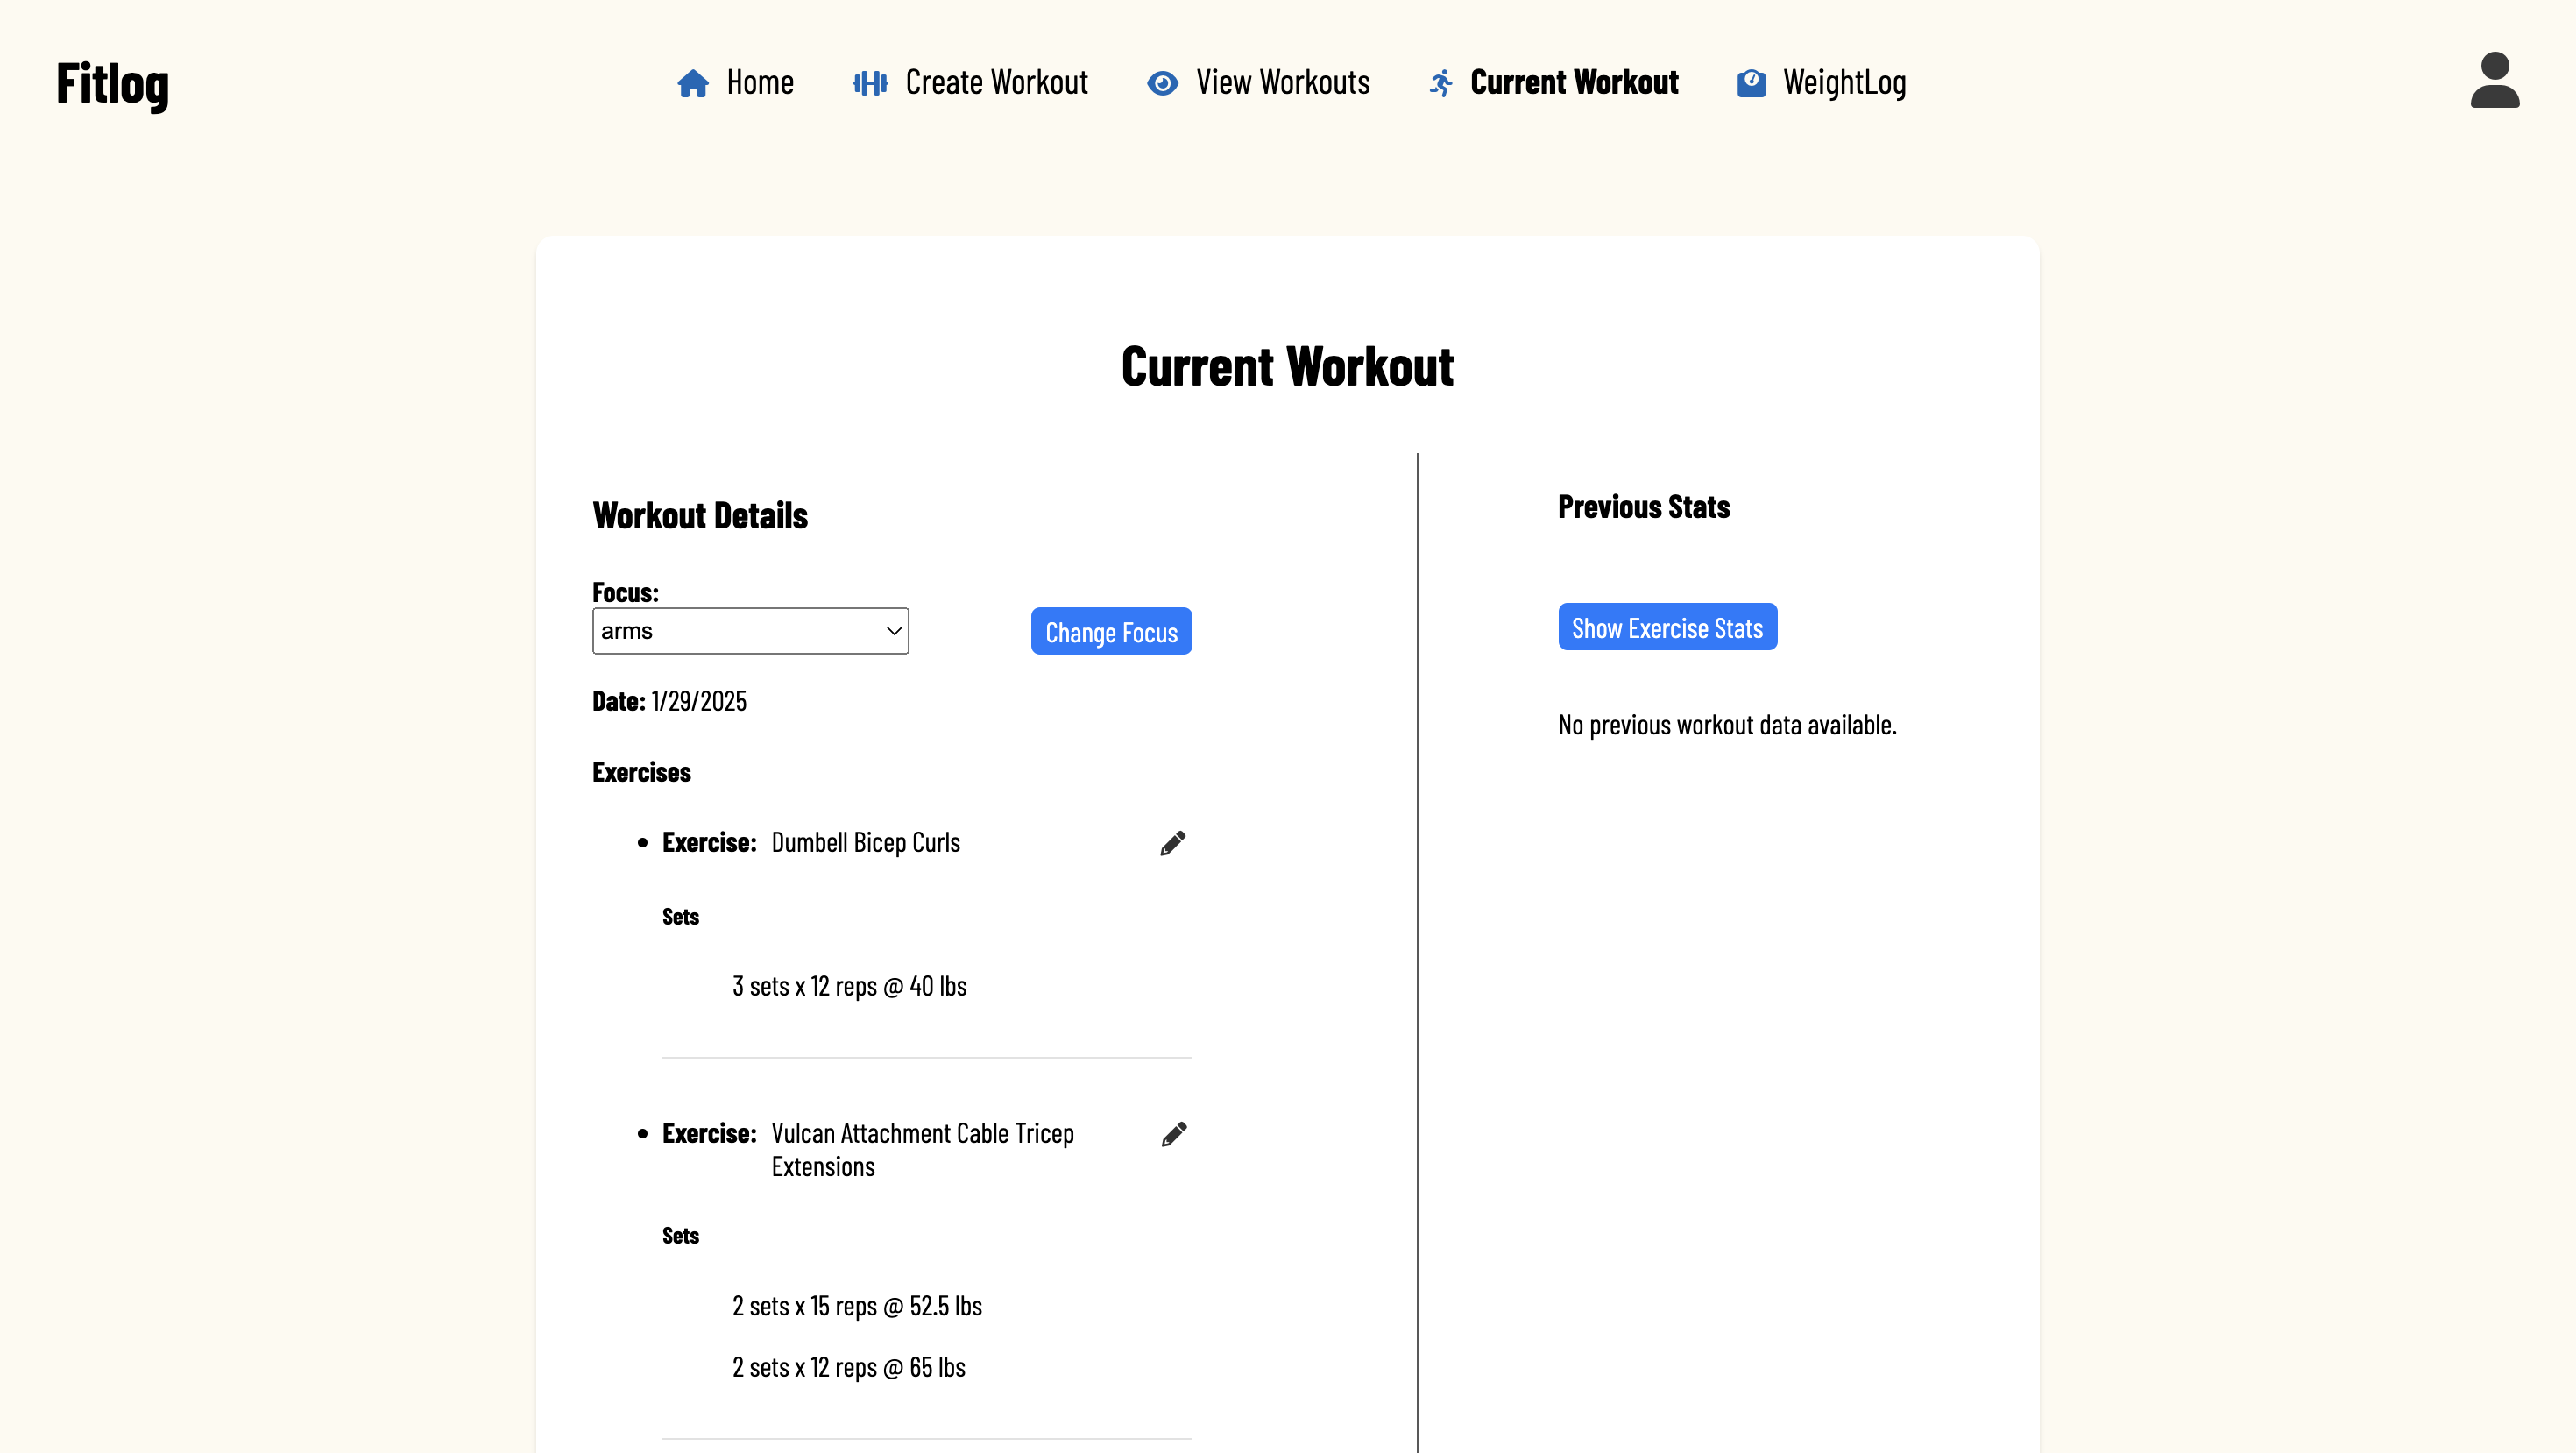 Fitlog
Home
Create Workout
View Workouts
Current Workout
WeightLog
Current Workout
Workout Details
Focus:
arms
Change Focus
Date: 1/29/2025
Exercises
Exercise: Dumbell Bicep Curls
Sets
3 sets x 12 reps @ 40 lbs
Exercise: Vulcan Attachment Cable Tricep
Extensions
Sets
2 sets x 15 reps @ 52.5 lbs
2 sets x 12 reps @ 65 lbs
Previous Stats
Show Exercise Stats
No previous workout data available.